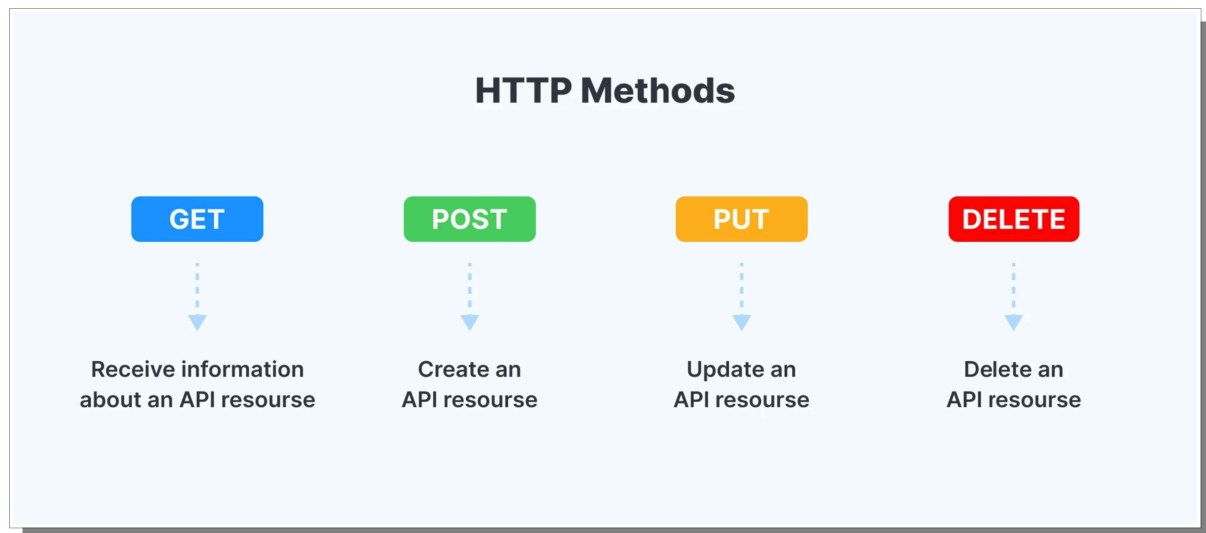 HTTP Methods
GET
POST
PUT
DELETE
Receive information
about an API resourse
Create an
API resourse
Update an
API resourse
Delete an
API resourse